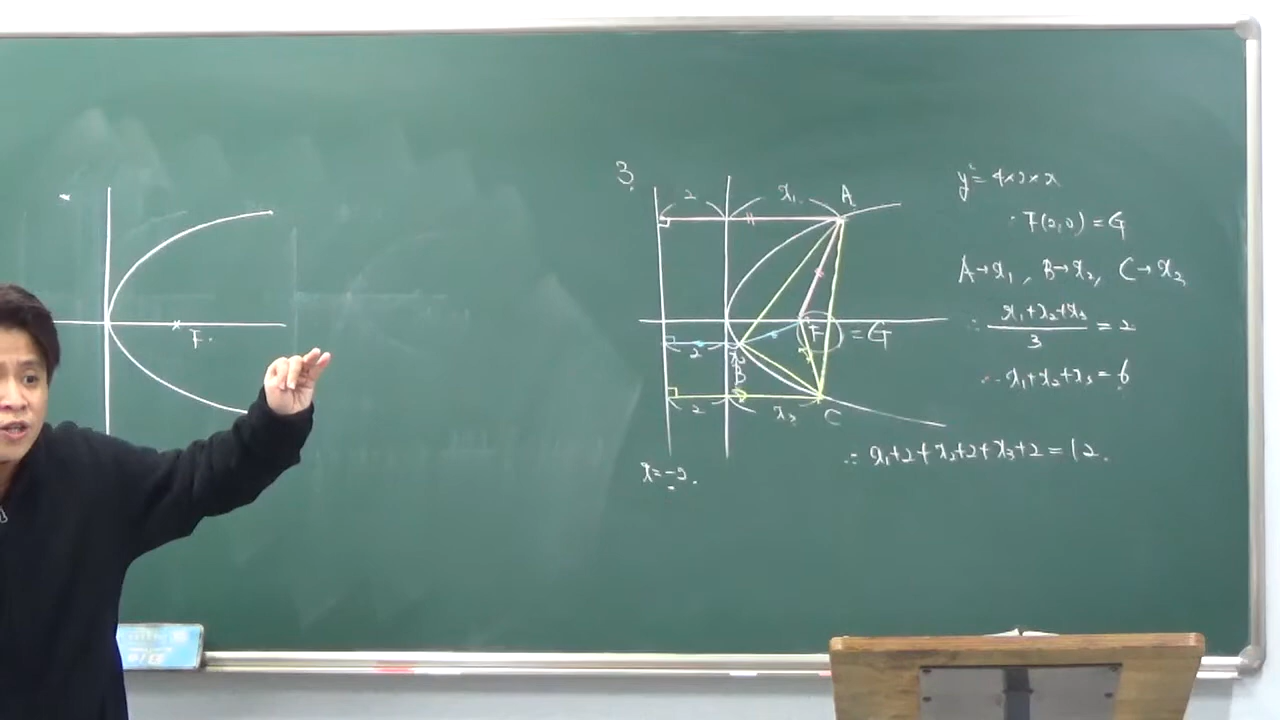 F.
3.
2
x₁
A
(F) = G
2
x₂
B
2
x₃
C
x=-2.
y²= 4×2×x
∴ F(2,0) = G
A→x₁, B→x₂, C→x₃
∴ x₁+x₂+x₃ / 3 = 2
∴ x₁+x₂+x₃ = 6
∴ x₁+2+x₂+2+x₃+2=12.